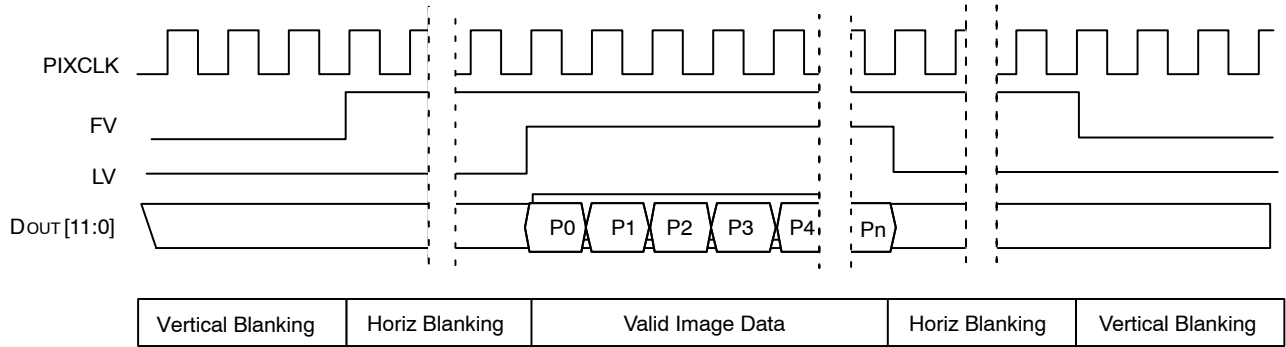 PIXCLK
FV
LV
DOUT[11:0]
P0 P1 P2 P3 P4 Pn
Vertical Blanking Horiz Blanking Valid Image Data Horiz Blanking Vertical Blanking